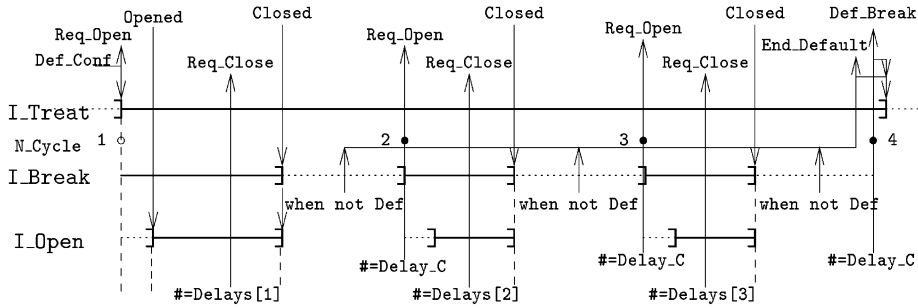 Opened Closed Closed Closed Def_Break
Req_Open Req_Open Req_Open End_Default
Def_Conf Req_Close Req_Close Req_Close
I_Treat
N_Cycle 1 2 3 4
I_Break
when not Def when not Def when not Def
I_Open
#=Delay_C #=Delay_C #=Delay_C
#=Delays[1] #=Delays[2] #=Delays[3]